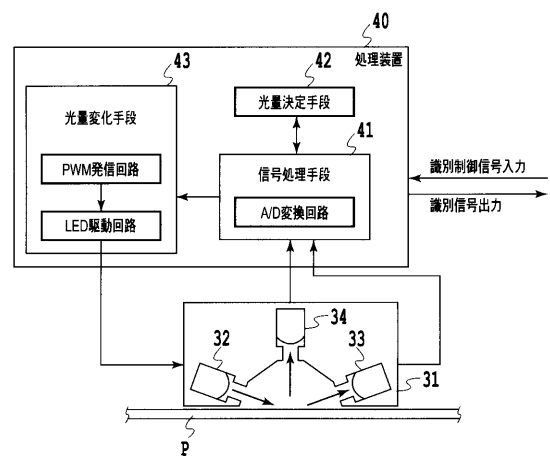 40
処理装置
43
42
光量変化手段
光量決定手段
41
PWM発信回路
信号処理手段
識別制御信号入力
LED駆動回路
A/D変換回路
識別信号出力
34
32
33
31
P